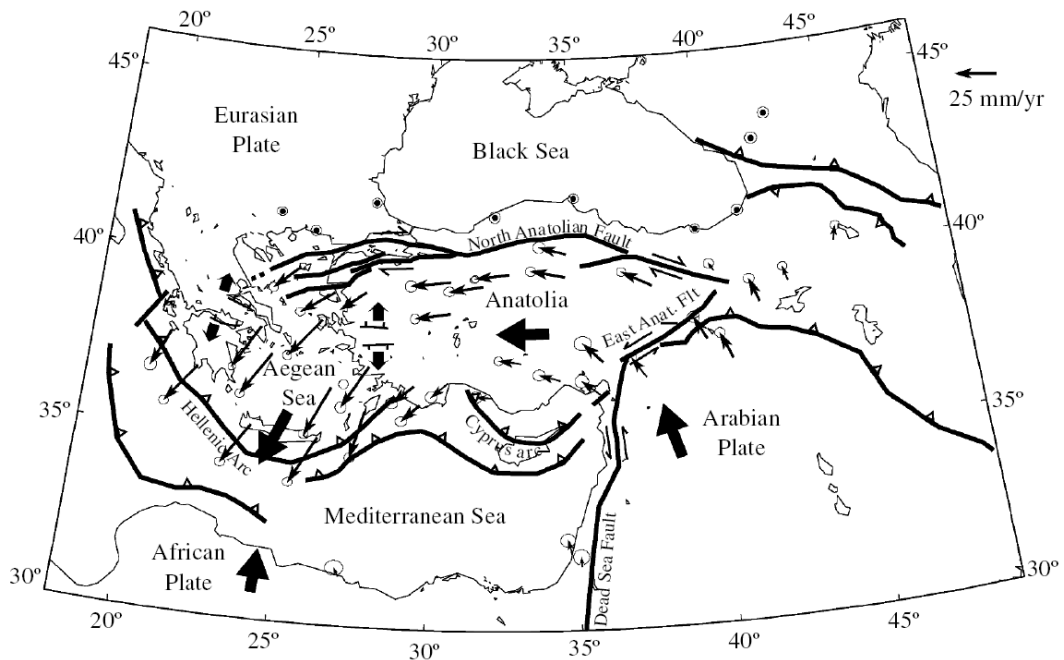 20º
25º
30º
35º
40º
45º
45º
25 mm/yr
Eurasian
Plate
Black Sea
40º
North Anatolian Fault
40º
Anatolia
East Anat. Flt
Aegean
Sea
35º
Hellenic Arc
Cyprus arc
Arabian
Plate
35º
Mediterranean Sea
African
Plate
Dead Sea Fault
30º
30º
20º
25º
30º
35º
40º
45º